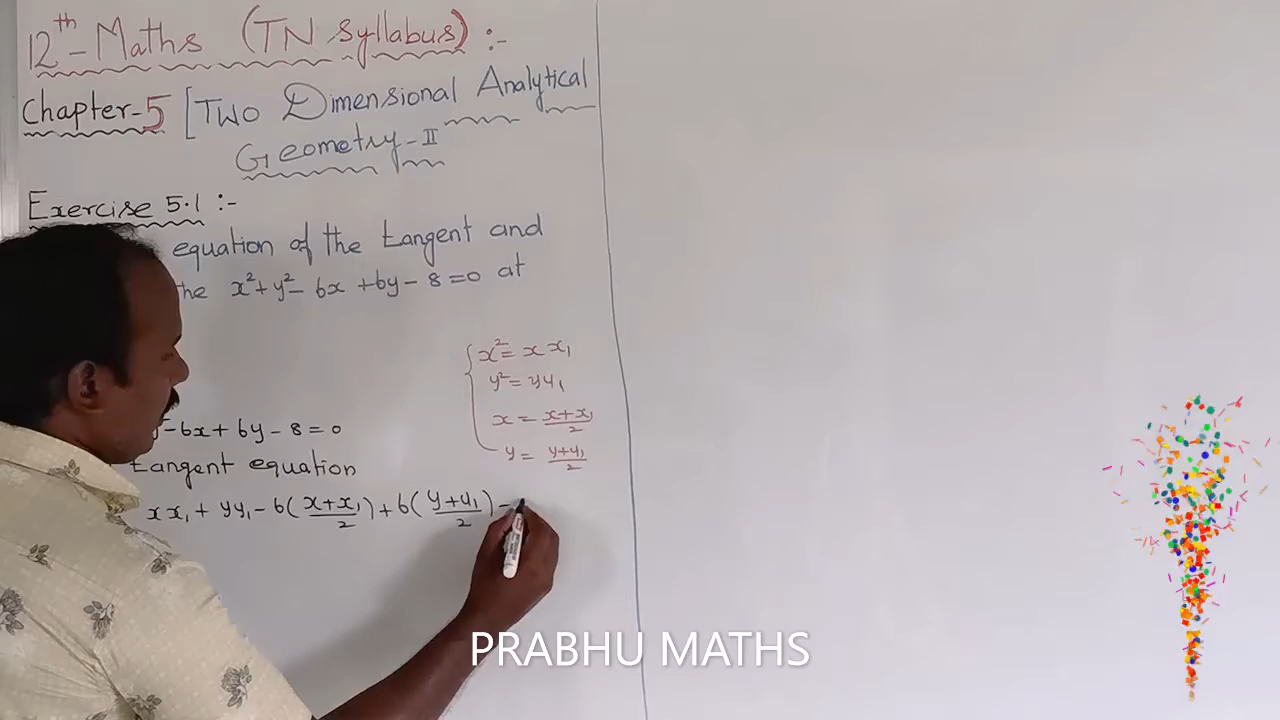 12th - Maths (TN Syllabus) :-
Chapter-5 [Two Dimensional Analytical
Geometry - II
Exercise 5.1 :-
equation of the tangent and
the x²+y²- 6x +6y - 8 =0 at
x² = x x₁
y² = yy₁
x = (x+x₁)/2
y = (y+y₁)/2
-6x + 6y - 8 = 0
tangent equation
x x₁ + yy₁ - 6((x+x₁)/2) + 6((y+y₁)/2) -
PRABHU MATHS